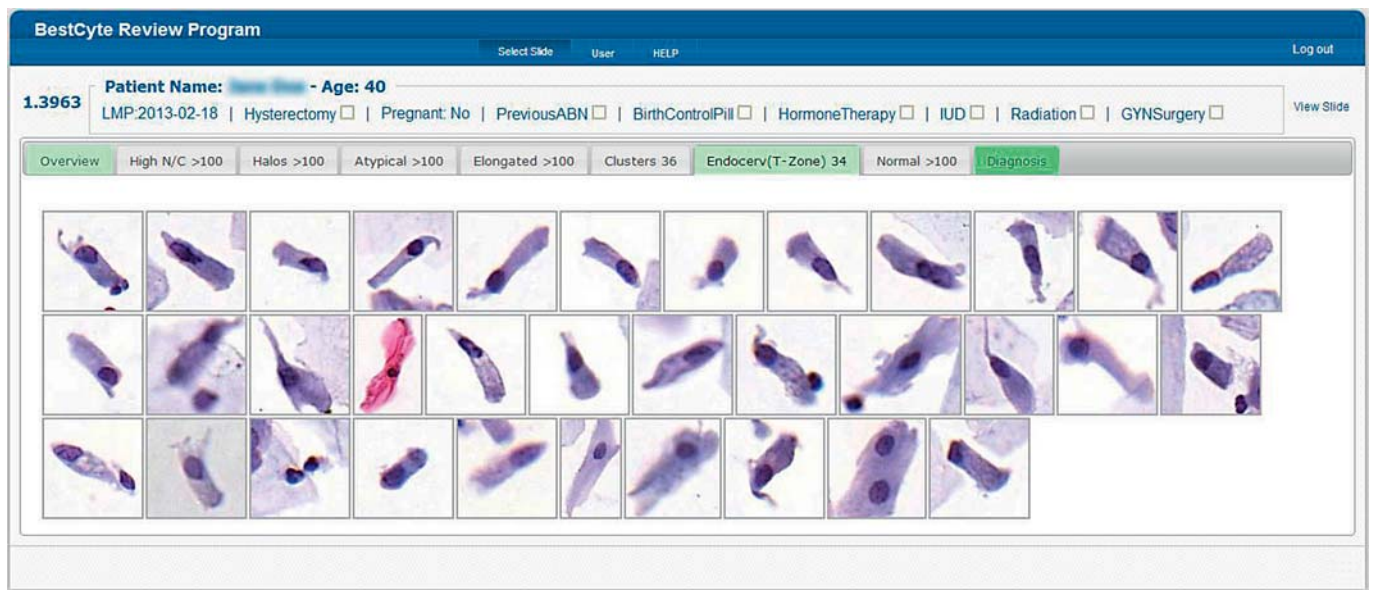 BestCyte Review Program
Select Slide User HELP Log out
1.3963
Patient Name: - Age: 40
LMP:2013-02-18 | Hysterectomy | Pregnant: No | PreviousABN | BirthControlPill | HormoneTherapy | IUD | Radiation | GYNSurgery
View Slide
Overview High N/C >100 Halos >100 Atypical >100 Elongated >100 Clusters 36 Endocerv(T-Zone) 34 Normal >100 Diagnosis